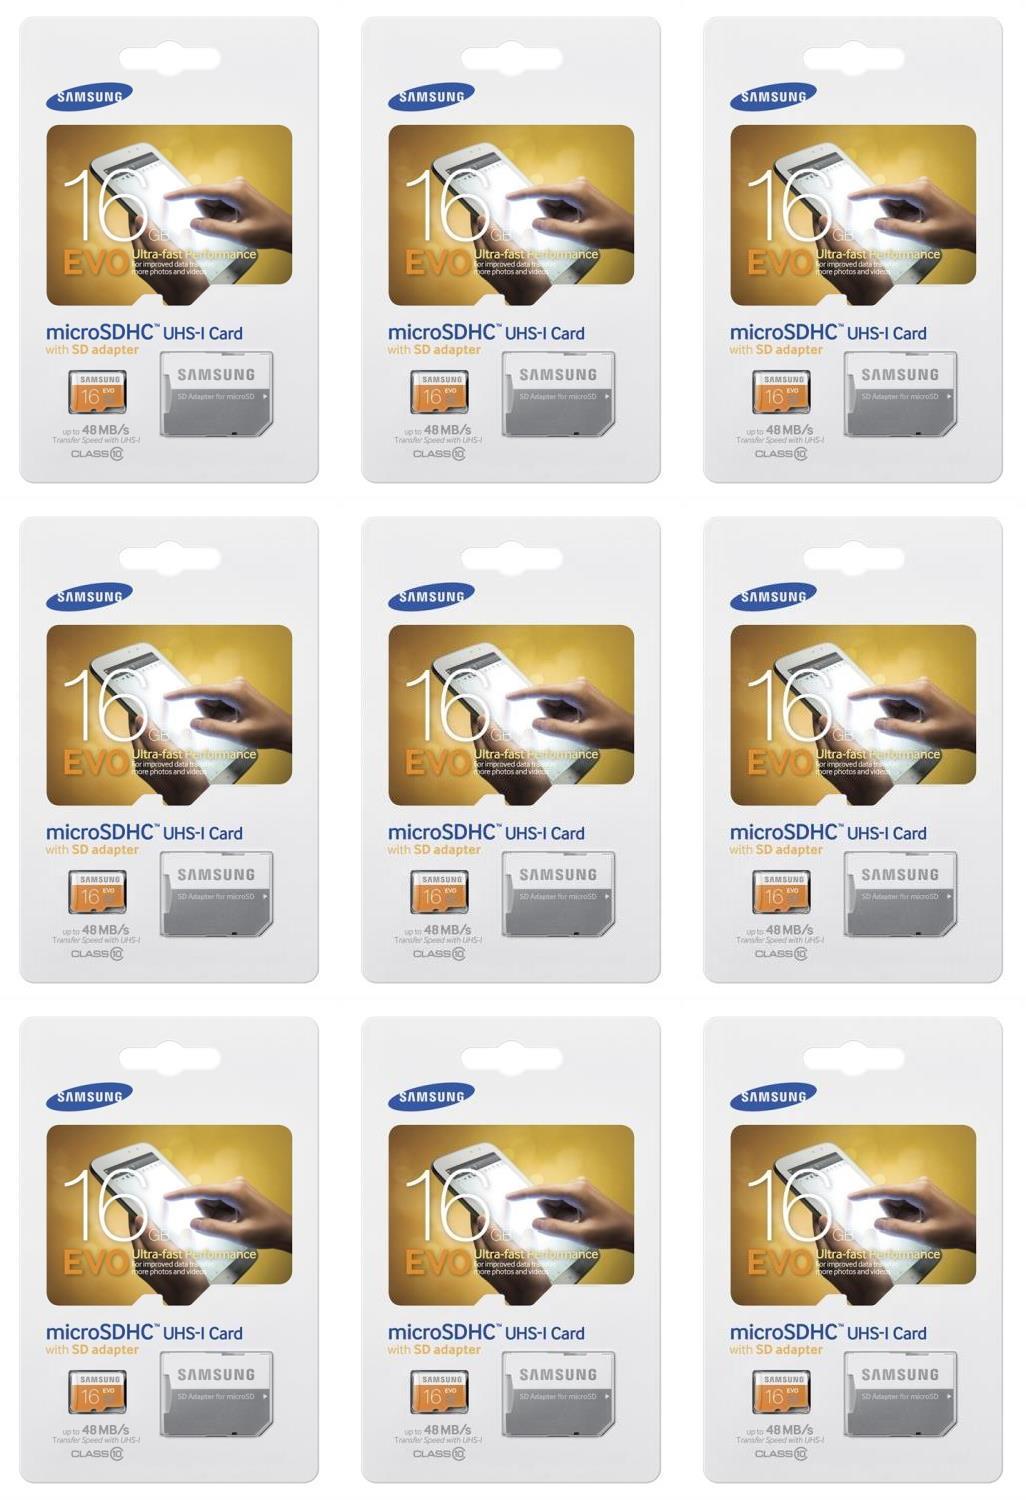 SAMSUNG
16
GB
EVO Ultra-fast Performance
For improved data transfer
more photos and videos
microSDHC™ UHS-I Card
with SD adapter
SAMSUNG
16 EVO
SAMSUNG
SD Adapter for microSD
up to 48 MB/s
Transfer Speed with UHS-I
CLASS 10
SAMSUNG
16
GB
EVO Ultra-fast Performance
For improved data transfer
more photos and videos
microSDHC™ UHS-I Card
with SD adapter
SAMSUNG
16 EVO
SAMSUNG
SD Adapter for microSD
up to 48 MB/s
Transfer Speed with UHS-I
CLASS 10
SAMSUNG
16
GB
EVO Ultra-fast Performance
For improved data transfer
more photos and videos
microSDHC™ UHS-I Card
with SD adapter
SAMSUNG
16 EVO
SAMSUNG
SD Adapter for microSD
up to 48 MB/s
Transfer Speed with UHS-I
CLASS 10
SAMSUNG
16
GB
EVO Ultra-fast Performance
For improved data transfer
more photos and videos
microSDHC™ UHS-I Card
with SD adapter
SAMSUNG
16 EVO
SAMSUNG
SD Adapter for microSD
up to 48 MB/s
Transfer Speed with UHS-I
CLASS 10
SAMSUNG
16
GB
EVO Ultra-fast Performance
For improved data transfer
more photos and videos
microSDHC™ UHS-I Card
with SD adapter
SAMSUNG
16 EVO
SAMSUNG
SD Adapter for microSD
up to 48 MB/s
Transfer Speed with UHS-I
CLASS 10
SAMSUNG
16
GB
EVO Ultra-fast Performance
For improved data transfer
more photos and videos
microSDHC™ UHS-I Card
with SD adapter
SAMSUNG
16 EVO
SAMSUNG
SD Adapter for microSD
up to 48 MB/s
Transfer Speed with UHS-I
CLASS 10
SAMSUNG
16
GB
EVO Ultra-fast Performance
For improved data transfer
more photos and videos
microSDHC™ UHS-I Card
with SD adapter
SAMSUNG
16 EVO
SAMSUNG
SD Adapter for microSD
up to 48 MB/s
Transfer Speed with UHS-I
CLASS 10
SAMSUNG
16
GB
EVO Ultra-fast Performance
For improved data transfer
more photos and videos
microSDHC™ UHS-I Card
with SD adapter
SAMSUNG
16 EVO
SAMSUNG
SD Adapter for microSD
up to 48 MB/s
Transfer Speed with UHS-I
CLASS 10
SAMSUNG
16
GB
EVO Ultra-fast Performance
For improved data transfer
more photos and videos
microSDHC™ UHS-I Card
with SD adapter
SAMSUNG
16 EVO
SAMSUNG
SD Adapter for microSD
up to 48 MB/s
Transfer Speed with UHS-I
CLASS 10